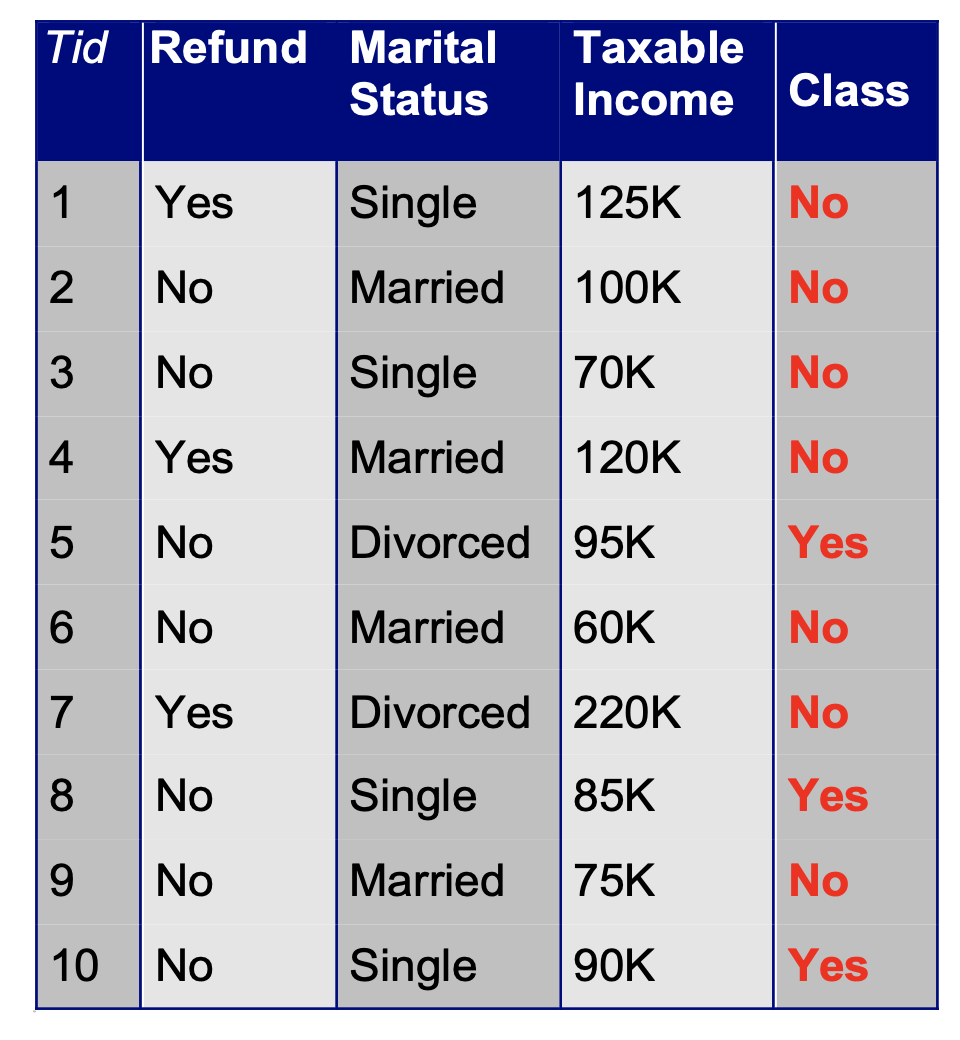 Tid Refund Marital Status Taxable Income Class
1 Yes Single 125K No
2 No Married 100K No
3 No Single 70K No
4 Yes Married 120K No
5 No Divorced 95K Yes
6 No Married 60K No
7 Yes Divorced 220K No
8 No Single 85K Yes
9 No Married 75K No
10 No Single 90K Yes